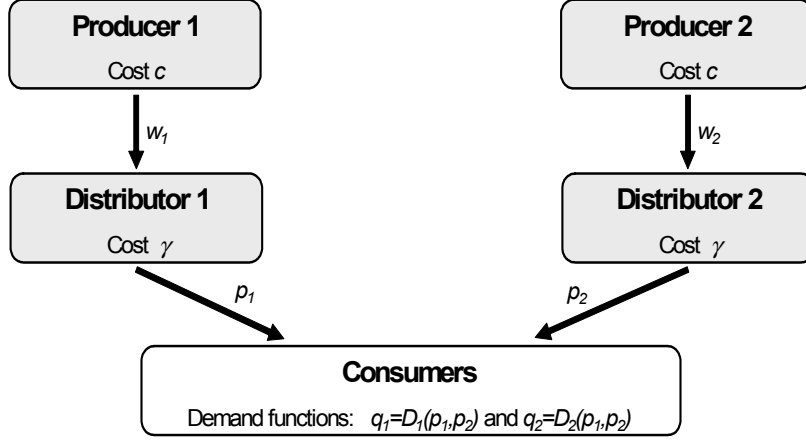 Producer 1
Producer 2
Cost c
Cost c
w₁
w₂
Distributor 1
Distributor 2
Cost γ
Cost γ
p₁
p₂
Consumers
Demand functions: q₁=D₁(p₁,p₂) and q₂=D₂(p₁,p₂)